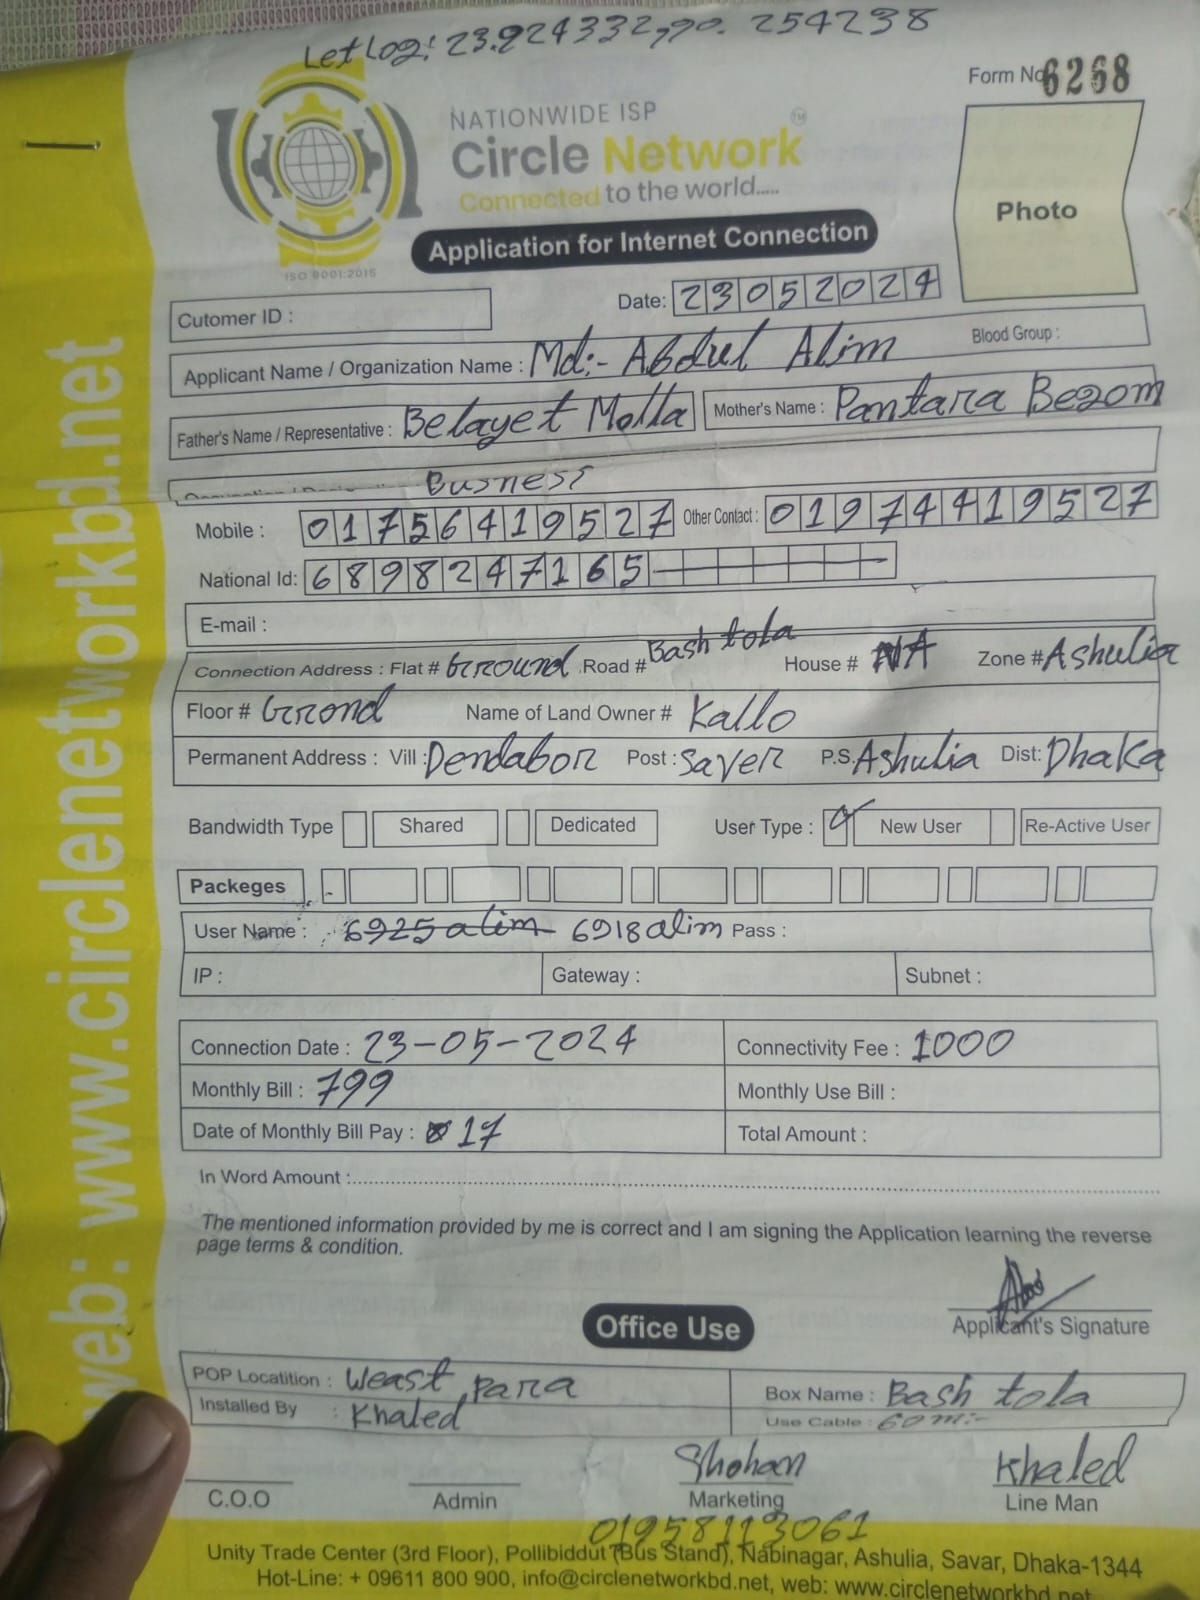 Let Log: 23.924332,90.254238
Form No 6268
NATIONWIDE ISP
Circle Network TM
Connected to the world.....
ISO 9001:2015
Photo
Application for Internet Connection
Cutomer ID :
Date: 23052024
Applicant Name / Organization Name : Md:- Abdul Alim Blood Group :
Father's Name / Representative : Belayet Molla Mother's Name : Pantara Begom
Busness
Mobile : 01756419527 Other Contact : 01974419527
National Id: 6898247165
E-mail :
Connection Address : Flat # Ground Road # Bash tola House # NA Zone # Ashulia
Floor # Grond Name of Land Owner # Kallo
Permanent Address : Vill : Dendabor Post : Saver P.S. Ashulia Dist: Dhaka
Bandwidth Type Shared Dedicated User Type : New User Re-Active User
Packeges
User Name : 6925alim 6918alim Pass :
IP : Gateway : Subnet :
Connection Date : 23-05-2024 Connectivity Fee : 1000
Monthly Bill : 799 Monthly Use Bill :
Date of Monthly Bill Pay : 17 Total Amount :
In Word Amount :
The mentioned information provided by me is correct and I am signing the Application learning the reverse
page terms & condition.
Applicant's Signature
Office Use
POP Locatition : Weast Para Box Name : Bash tola
Installed By : Khaled Use Cable : 60m:-
Shohan Khaled
C.O.O Admin Marketing Line Man
01958113061
Unity Trade Center (3rd Floor), Pollibiddut (Bus Stand), Nabinagar, Ashulia, Savar, Dhaka-1344
Hot-Line: + 09611 800 900, info@circlenetworkbd.net, web: www.circlenetworkbd.net
web: www.circlenetworkbd.net